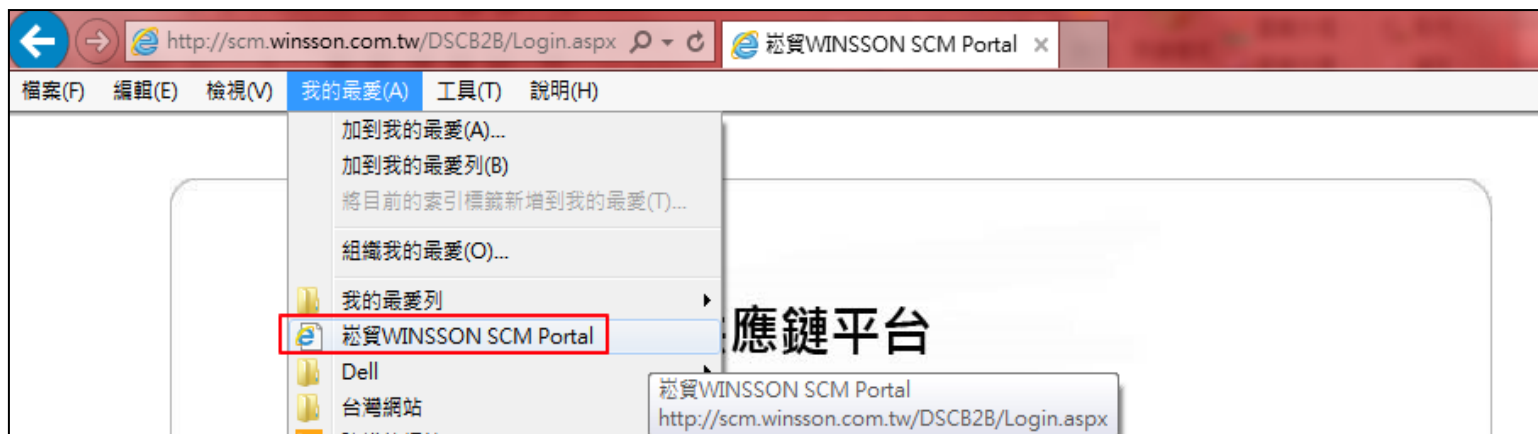 http://scm.winsson.com.tw/DSCB2B/Login.aspx
崧貿WINSSON SCM Portal
檔案(F) 編輯(E) 檢視(V) 我的最愛(A) 工具(T) 說明(H)
加到我的最愛(A)...
加到我的最愛列(B)
將目前的索引標籤新增到我的最愛(T)...
組織我的最愛(O)...
我的最愛列
崧貿WINSSON SCM Portal
應鏈平台
Dell
台灣網站
崧貿WINSSON SCM Portal
http://scm.winsson.com.tw/DSCB2B/Login.aspx